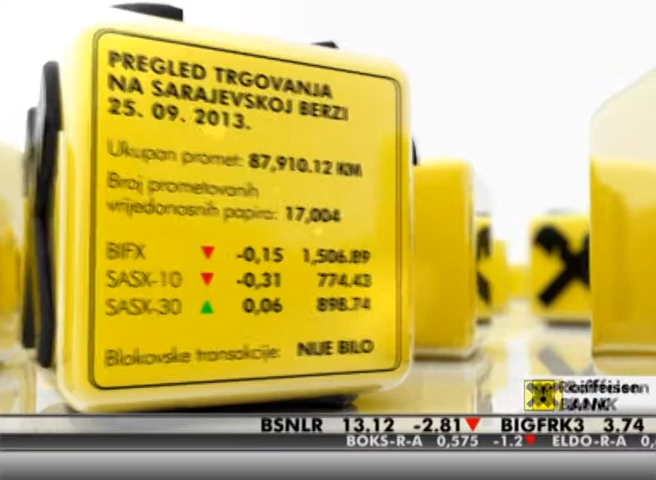 PREGLED TRGOVANJA
NA SARAJEVSKOJ BERZI
25. 09. 2013.
Ukupan promet: 87,910.12 KM
Broj prometovanih
vrijedonosnih papira: 17,004
BIFX ▼ -0,15 1,506.89
SASX-10 ▼ -0,31 774.43
SASX-30 ▲ 0,06 898.74
Blokovske transakcije: NIJE BILO
Raiffeisen
BANK
BSNLR 13.12 -2.81▼ BIGFRK3 3.74
BOKS-R-A 0,575 -1.2▼ ELDO-R-A